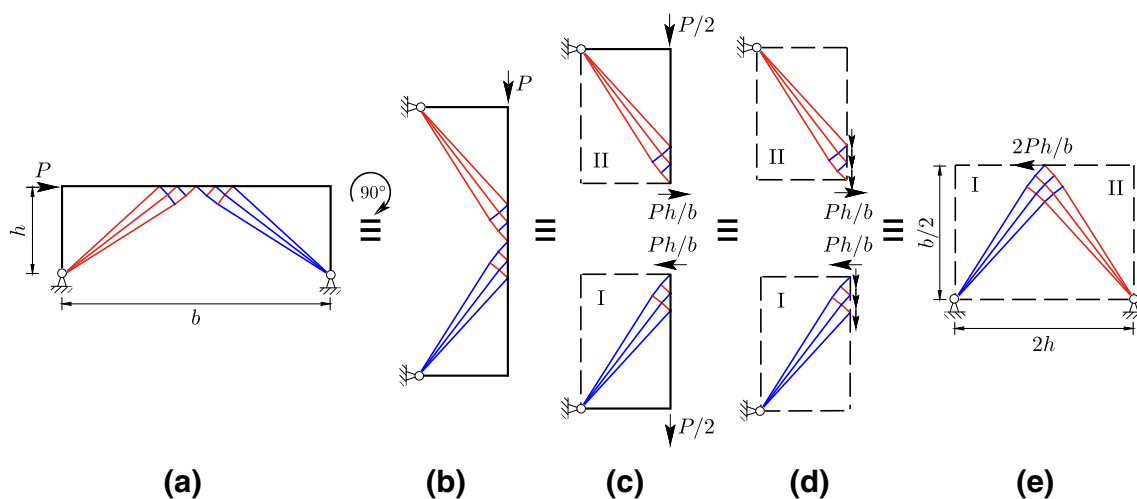 P
h
b
90°
≡
P
≡
P/2
II
Ph/b
Ph/b
I
P/2
≡
II
Ph/b
Ph/b
I
≡
2Ph/b
I
II
b/2
2h
(a)
(b)
(c)
(d)
(e)